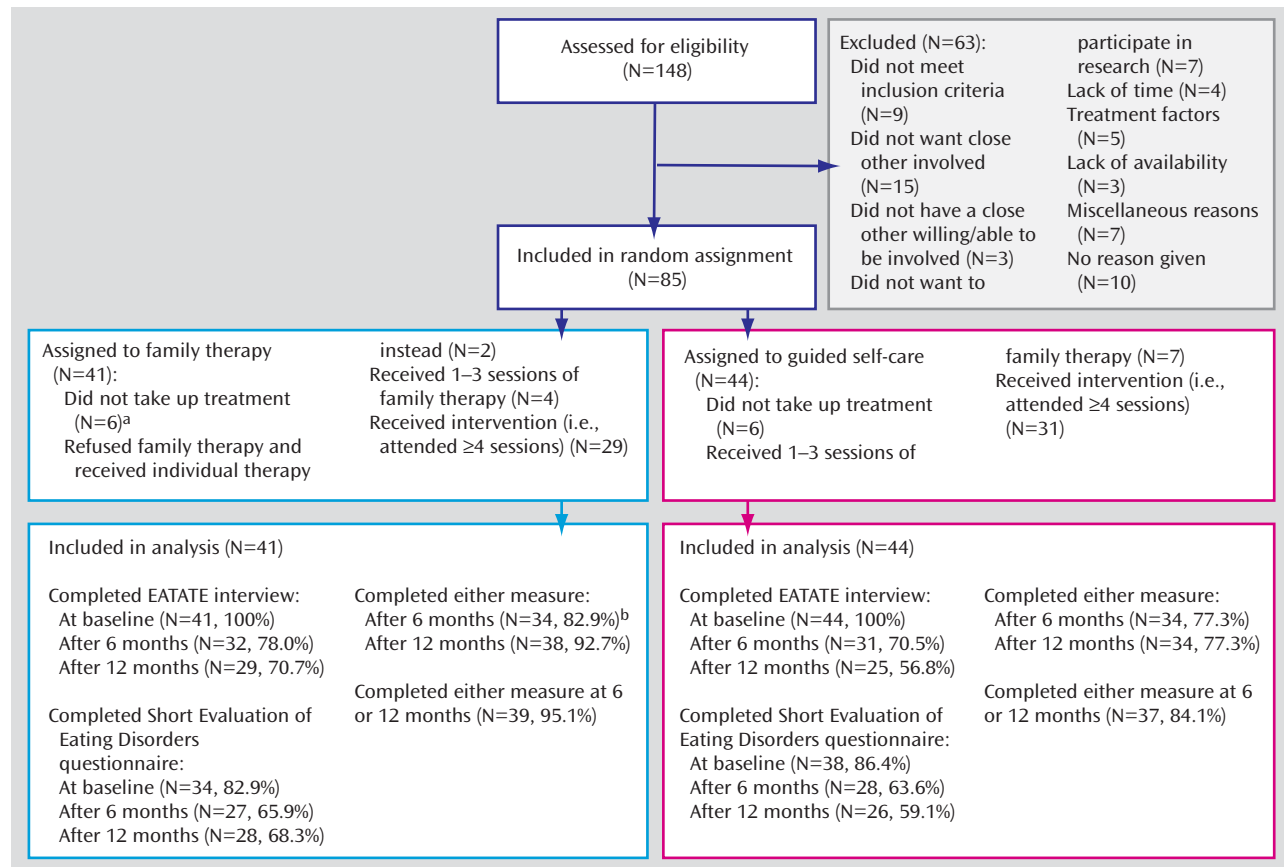 Assessed for eligibility
(N=148)
Excluded (N=63):
Did not meet
inclusion criteria
(N=9)
Did not want close
other involved
(N=15)
Did not have a close
other willing/able to
be involved (N=3)
Did not want to
participate in
research (N=7)
Lack of time (N=4)
Treatment factors
(N=5)
Lack of availability
(N=3)
Miscellaneous reasons
(N=7)
No reason given
(N=10)
Included in random assignment
(N=85)
Assigned to family therapy
(N=41):
Did not take up treatment
(N=6)a
Refused family therapy and
received individual therapy
instead (N=2)
Received 1–3 sessions of
family therapy (N=4)
Received intervention (i.e.,
attended ≥4 sessions) (N=29)
Assigned to guided self-care
(N=44):
Did not take up treatment
(N=6)
Received 1–3 sessions of
family therapy (N=7)
Received intervention (i.e.,
attended ≥4 sessions)
(N=31)
Included in analysis (N=41)
Completed EATATE interview:
At baseline (N=41, 100%)
After 6 months (N=32, 78.0%)
After 12 months (N=29, 70.7%)
Completed Short Evaluation of
Eating Disorders
questionnaire:
At baseline (N=34, 82.9%)
After 6 months (N=27, 65.9%)
After 12 months (N=28, 68.3%)
Completed either measure:
After 6 months (N=34, 82.9%)b
After 12 months (N=38, 92.7%)
Completed either measure at 6
or 12 months (N=39, 95.1%)
Included in analysis (N=44)
Completed EATATE interview:
At baseline (N=44, 100%)
After 6 months (N=31, 70.5%)
After 12 months (N=25, 56.8%)
Completed Short Evaluation of
Eating Disorders questionnaire:
At baseline (N=38, 86.4%)
After 6 months (N=28, 63.6%)
After 12 months (N=26, 59.1%)
Completed either measure:
After 6 months (N=34, 77.3%)
After 12 months (N=34, 77.3%)
Completed either measure at 6
or 12 months (N=37, 84.1%)